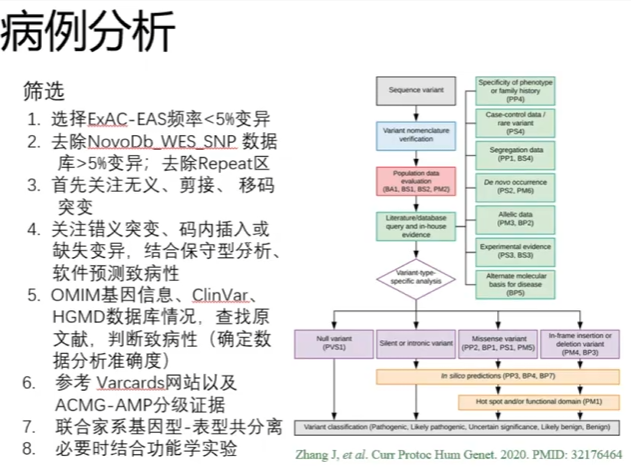 病例分析
筛选
1. 选择ExAC-EAS频率<5%变异
2. 去除NovoDb_WES_SNP 数据
库>5%变异；去除Repeat区
3. 首先关注无义、剪接、 移码
突变
4. 关注错义突变、码内插入或
缺失变异，结合保守型分析、
软件预测致病性
5. OMIM基因信息、ClinVar、
HGMD数据库情况，查找原
文献，判断致病性（确定数
据分析准确度）
6. 参考 Varcards网站以及
ACMG-AMP分级证据
7. 联合家系基因型-表型共分离
8. 必要时结合功能学实验
Sequence variant
Variant nomenclature
verification
Population data
evaluation
(BA1, BS1, BS2, PM2)
Literature/database
query and in-house
evidence
Variant-type-
specific analysis
Specificity of phenotype
or family history
(PP4)
Case-control data /
rare variant
(PS4)
Segregation data
(PP1, BS4)
De novo occurrence
(PS2, PM6)
Allelic data
(PM3, BP2)
Experimental evidence
(PS3, BS3)
Alternate molecular
basis for disease
(BP5)
Null variant
(PVS1)
Silent or intronic variant
Missense variant
(PP2, BP1, PS1, PM5)
In-frame insertion or
deletion variant
(PM4, BP3)
In silico predictions (PP3, BP4, BP7)
Hot spot and/or functional domain (PM1)
Variant classification (Pathogenic, Likely pathogenic, Uncertain significance, Likely benign, Benign)
Zhang J, et al. Curr Protoc Hum Genet. 2020. PMID: 32176464